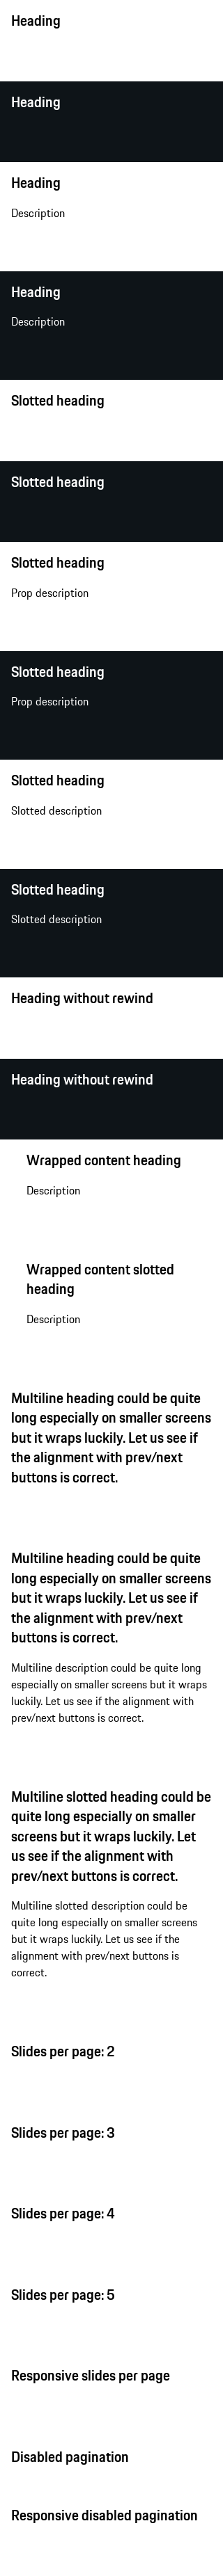 Heading
Heading
Heading
Description
Heading
Description
Slotted heading
Slotted heading
Slotted heading
Prop description
Slotted heading
Prop description
Slotted heading
Slotted description
Slotted heading
Slotted description
Heading without rewind
Heading without rewind
Wrapped content heading
Description
Wrapped content slotted
heading
Description
Multiline heading could be quite
long especially on smaller screens
but it wraps luckily. Let us see if
the alignment with prev/next
buttons is correct.
Multiline heading could be quite
long especially on smaller screens
but it wraps luckily. Let us see if
the alignment with prev/next
buttons is correct.
Multiline description could be quite long
especially on smaller screens but it wraps
luckily. Let us see if the alignment with
prev/next buttons is correct.
Multiline slotted heading could be
quite long especially on smaller
screens but it wraps luckily. Let
us see if the alignment with
prev/next buttons is correct.
Multiline slotted description could be
quite long especially on smaller screens
but it wraps luckily. Let us see if the
alignment with prev/next buttons is
correct.
Slides per page: 2
Slides per page: 3
Slides per page: 4
Slides per page: 5
Responsive slides per page
Disabled pagination
Responsive disabled pagination